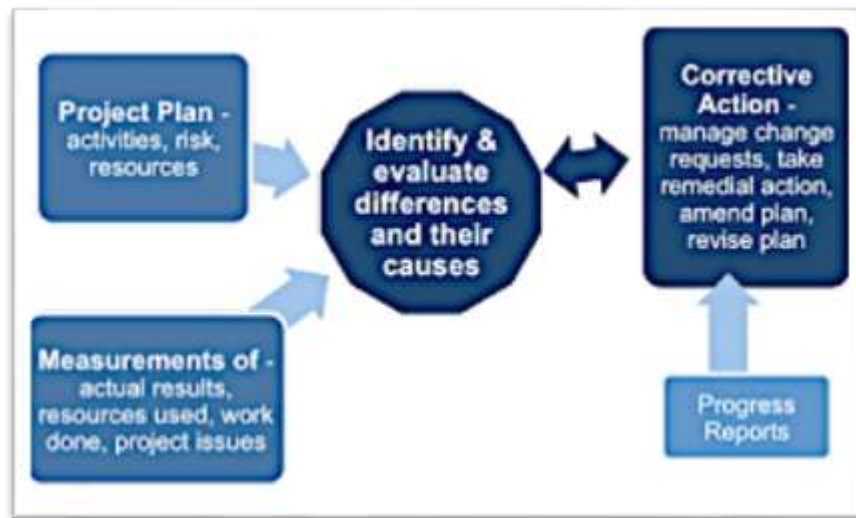 Project Plan -
activities, risk,
resources
Measurements of -
actual results,
resources used, work
done, project issues
Identify &
evaluate
differences
and their
causes
Corrective
Action -
manage change
requests, take
remedial action,
amend plan,
revise plan
Progress
Reports